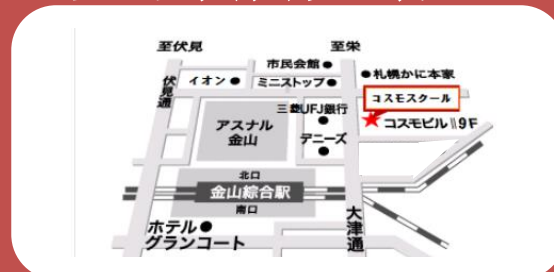 至伏見
至栄
市民会館
札幌かに本家
伏見通
イオン
ミニストップ
コスモスクール
三菱UFJ銀行
コスモビル
9F
アスナル
金山
デニーズ
北口
金山綜合駅
南口
大津通
ホテル
グランコート